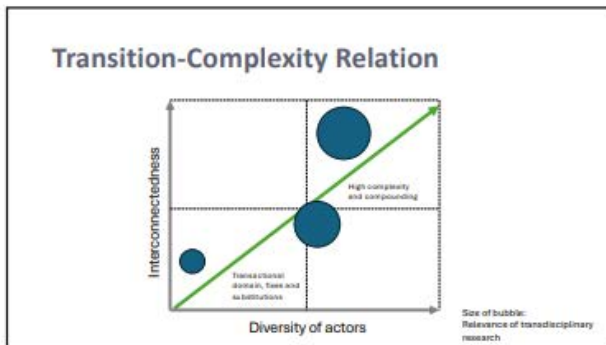 Transition-Complexity Relation
Interconnectedness
High complexity
and compounding
Transactional
domain, fixes and
substitutions
Diversity of actors
Size of bubble:
Relevance of transdisciplinary
research